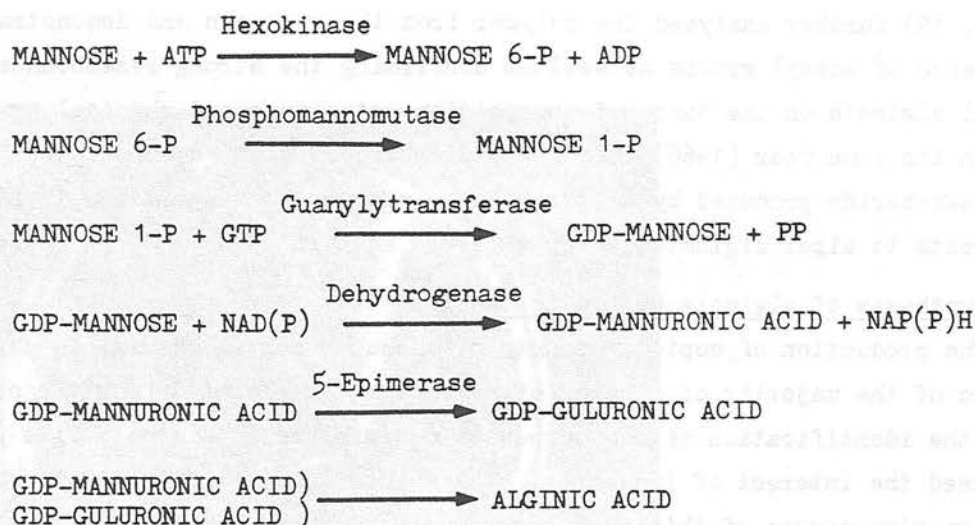 Hexokinase
MANNOSE + ATP → MANNOSE 6-P + ADP
Phosphomannomutase
MANNOSE 6-P → MANNOSE 1-P
Guanylytransferase
MANNOSE 1-P + GTP → GDP-MANNOSE + PP
Dehydrogenase
GDP-MANNOSE + NAD(P) → GDP-MANNURONIC ACID + NAP(P)H
5-Epimerase
GDP-MANNURONIC ACID → GDP-GULURONIC ACID
GDP-MANNURONIC ACID)
GDP-GULURONIC ACID ) → ALGINIC ACID